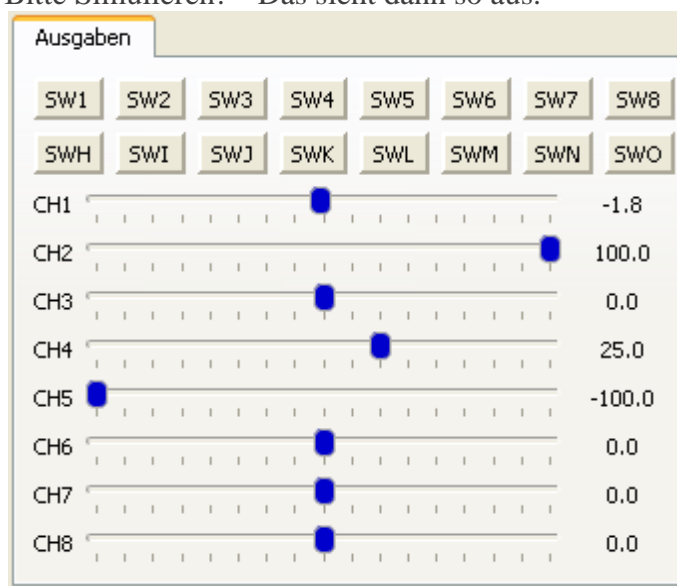 Bitte Simulieren! Das sieht dann so aus:
Ausgaben
SW1 SW2 SW3 SW4 SW5 SW6 SW7 SW8
SWH SWI SWJ SWK SWL SWM SWN SWO
CH1 -1.8
CH2 100.0
CH3 0.0
CH4 25.0
CH5 -100.0
CH6 0.0
CH7 0.0
CH8 0.0